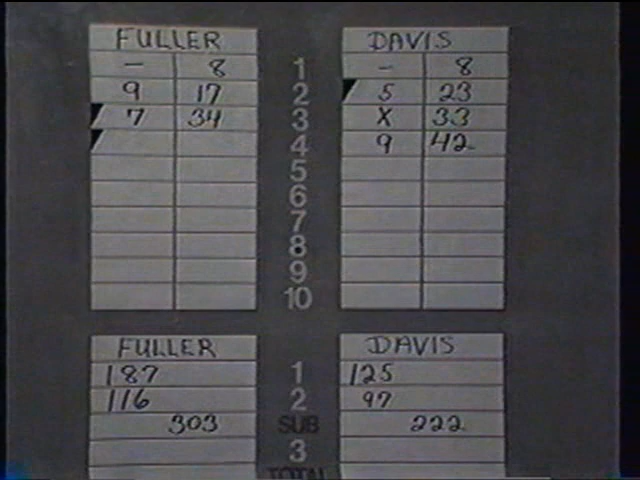 FULLER DAVIS
- 8 1 - 8
9 17 2 5 23
7 34 3 X 33
4 9 42
5
6
7
8
9
10
FULLER DAVIS
187 1 125
116 2 97
303 SUB 222
3
TOTAL